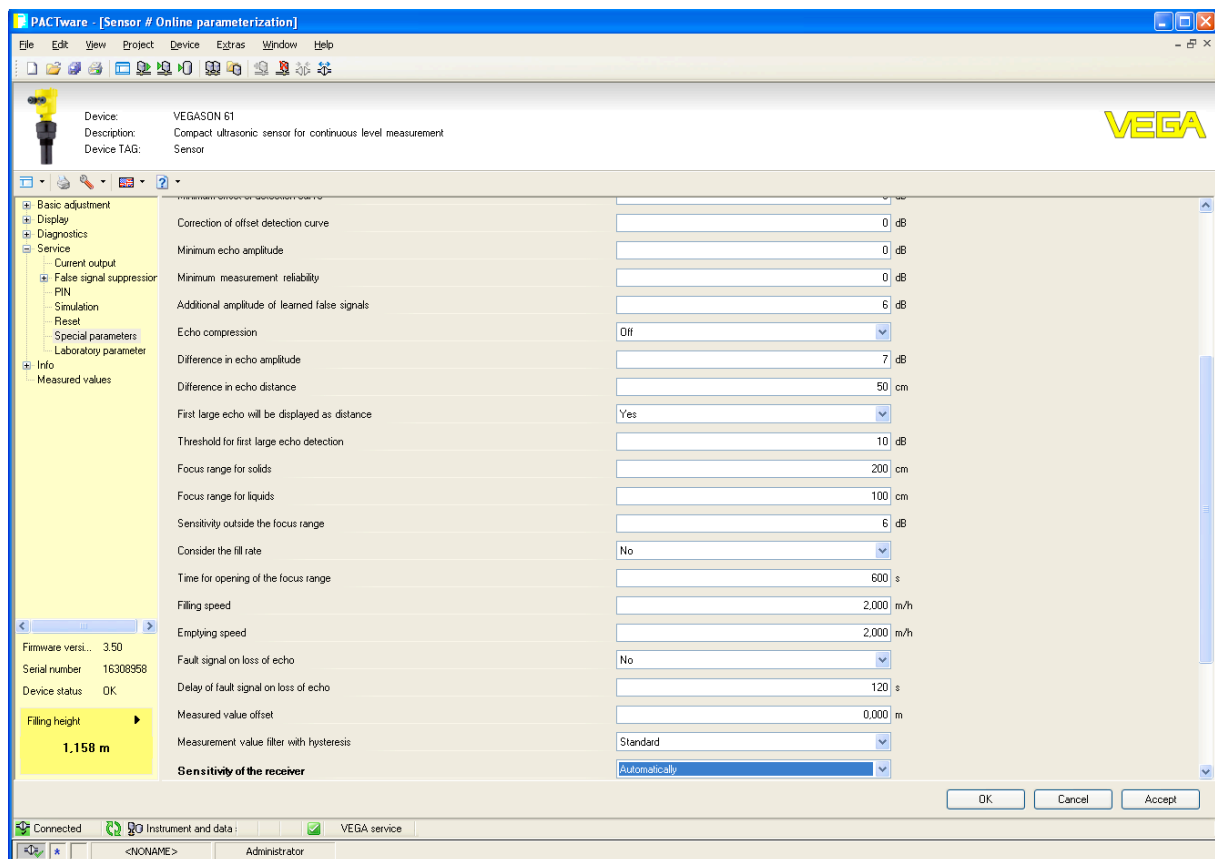 PACTware - [Sensor # Online parameterization]
File Edit View Project Device Extras Window Help
Device: VEGASON 61
Description: Compact ultrasonic sensor for continuous level measurement
Device TAG: Sensor
VEGA
Basic adjustment
Display
Diagnostics
Service
Current output
False signal suppression
PIN
Simulation
Reset
Special parameters
Laboratory parameter
Info
Measured values
Correction of offset detection curve 0 dB
Minimum echo amplitude 0 dB
Minimum measurement reliability 0 dB
Additional amplitude of learned false signals 6 dB
Echo compression Off
Difference in echo amplitude 7 dB
Difference in echo distance 50 cm
First large echo will be displayed as distance Yes
Threshold for first large echo detection 10 dB
Focus range for solids 200 cm
Focus range for liquids 100 cm
Sensitivity outside the focus range 6 dB
Consider the fill rate No
Time for opening of the focus range 600 s
Filling speed 2,000 m/h
Emptying speed 2,000 m/h
Fault signal on loss of echo No
Delay of fault signal on loss of echo 120 s
Measured value offset 0,000 m
Measurement value filter with hysteresis Standard
Sensitivity of the receiver Automatically
Firmware versi... 3.50
Serial number 16308958
Device status OK
Filling height
1,158 m
OK Cancel Accept
Connected Instrument and data VEGA service
<NONAME> Administrator